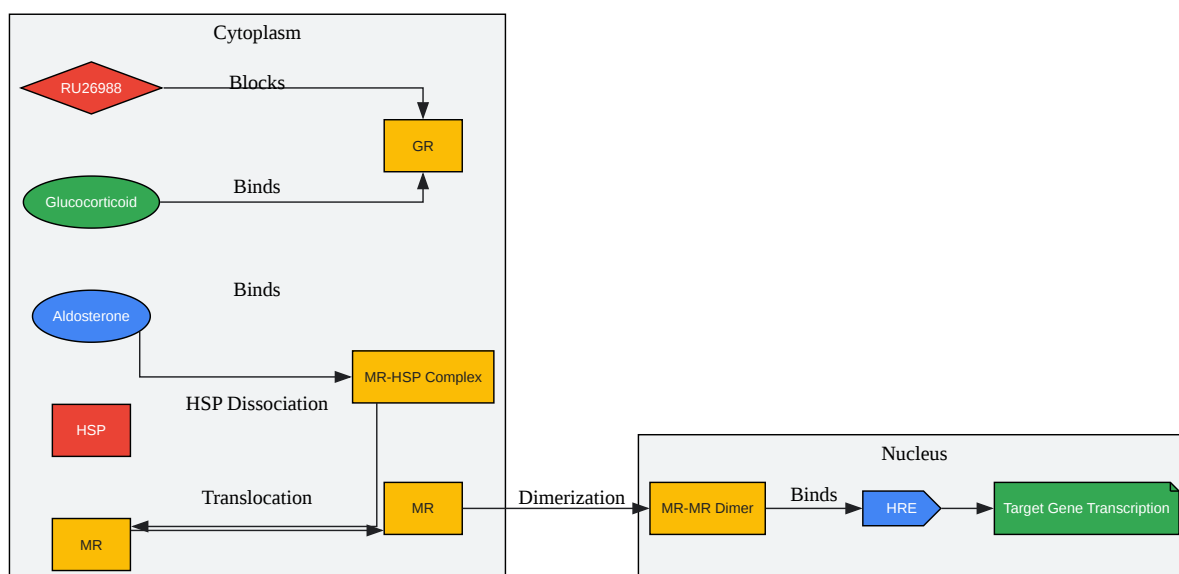 Cytoplasm
RU26988
Blocks
GR
Glucocorticoid
Binds
Aldosterone
Binds
MR-HSP Complex
HSP Dissociation
HSP
Translocation
MR
MR
Dimerization
Nucleus
MR-MR Dimer
Binds
HRE
Target Gene Transcription